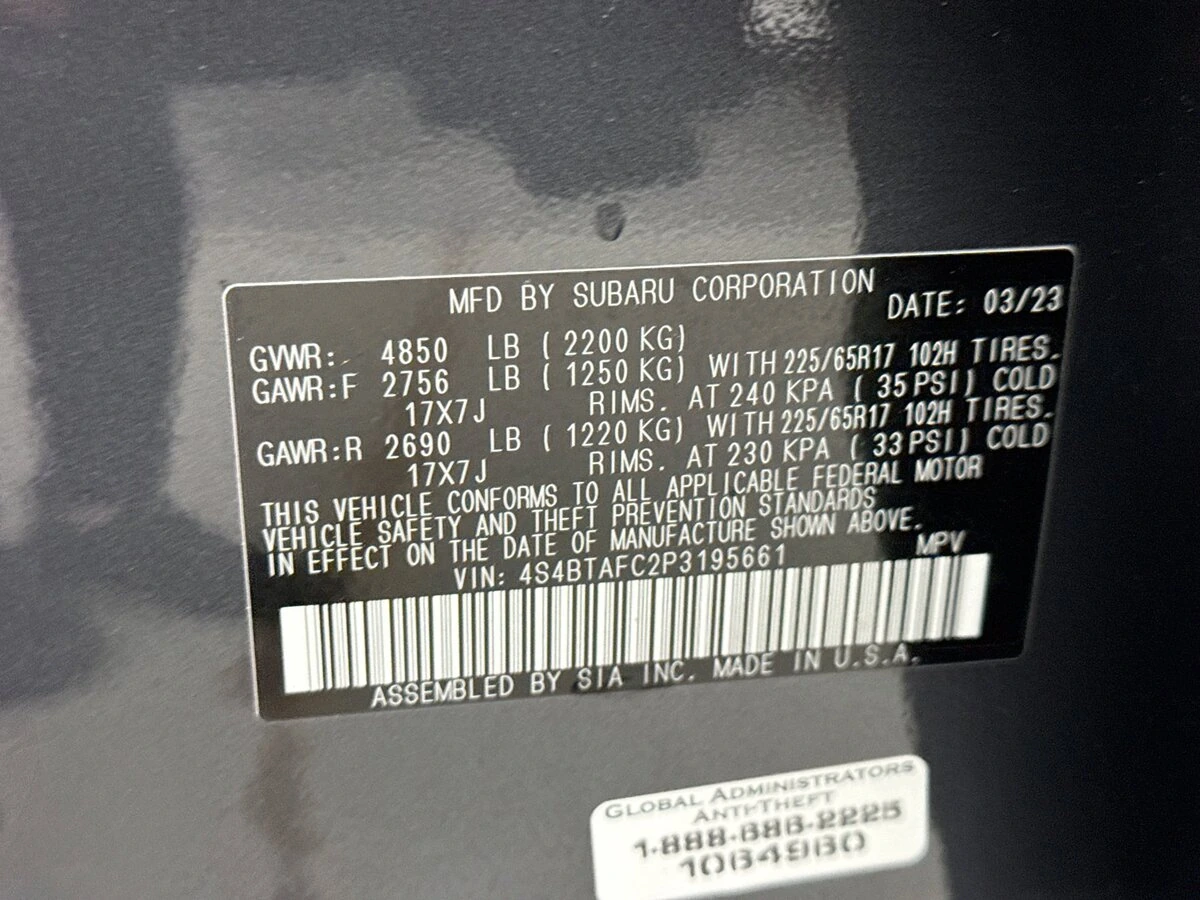 MFD BY SUBARU CORPORATION DATE: 03/23
GVWR: 4850 LB ( 2200 KG)
GAWR:F 2756 LB ( 1250 KG) WITH 225/65R17 102H TIRES.
17X7J RIMS. AT 240 KPA ( 35 PSI) COLD
GAWR:R 2690 LB ( 1220 KG) WITH 225/65R17 102H TIRES.
17X7J RIMS. AT 230 KPA ( 33 PSI) COLD
THIS VEHICLE CONFORMS TO ALL APPLICABLE FEDERAL MOTOR
VEHICLE SAFETY AND THEFT PREVENTION STANDARDS
IN EFFECT ON THE DATE OF MANUFACTURE SHOWN ABOVE.
VIN: 4S4BTAFC2P3195661 MPV
ASSEMBLED BY SIA INC. MADE IN U.S.A.
GLOBAL ADMINISTRATORS
ANTI-THEFT
1-888-686-2225
1064960